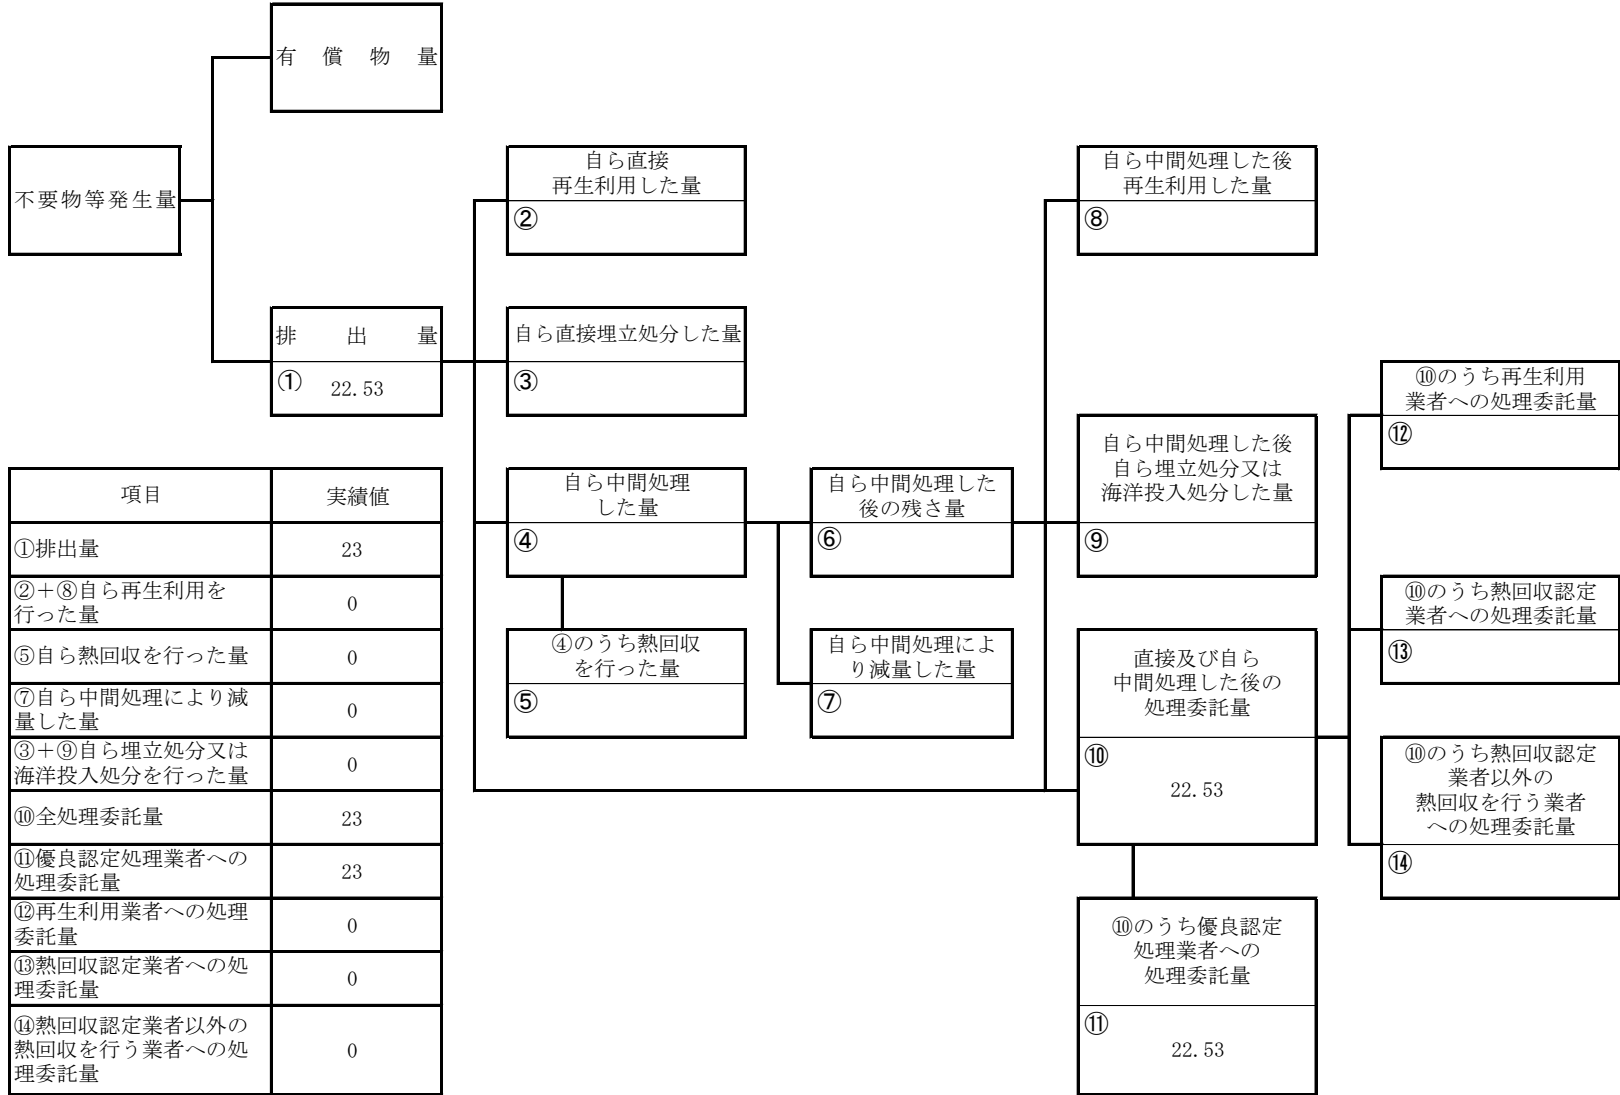 有償物量
不要物等発生量
排出量
① 22.53
自ら直接
再生利用した量
②
自ら直接埋立処分した量
③
自ら中間処理
した量
④
④のうち熱回収
を行った量
⑤
自ら中間処理した
後の残さ量
⑥
自ら中間処理によ
り減量した量
⑦
自ら中間処理した後
再生利用した量
⑧
自ら中間処理した後
自ら埋立処分又は
海洋投入処分した量
⑨
直接及び自ら
中間処理した後の
処理委託量
⑩
22.53
⑩のうち優良認定
処理業者への
処理委託量
⑪
22.53
⑩のうち再生利用
業者への処理委託量
⑫
⑩のうち熱回収認定
業者への処理委託量
⑬
⑩のうち熱回収認定
業者以外の
熱回収を行う業者
への処理委託量
⑭
項目 実績値
①排出量 23
②+⑧自ら再生利用を
行った量 0
⑤自ら熱回収を行った量 0
⑦自ら中間処理により減
量した量 0
③+⑨自ら埋立処分又は
海洋投入処分を行った量 0
⑩全処理委託量 23
⑪優良認定処理業者への
処理委託量 23
⑫再生利用業者への処理
委託量 0
⑬熱回収認定業者への処
理委託量 0
⑭熱回収認定業者以外の
熱回収を行う業者への処
理委託量 0